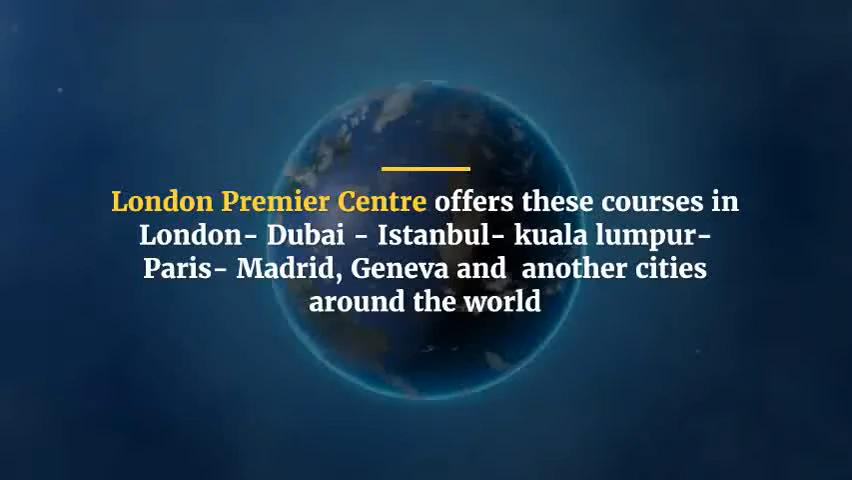 London Premier Centre offers these courses in
London- Dubai - Istanbul- kuala lumpur-
Paris- Madrid, Geneva and  another cities
around the world